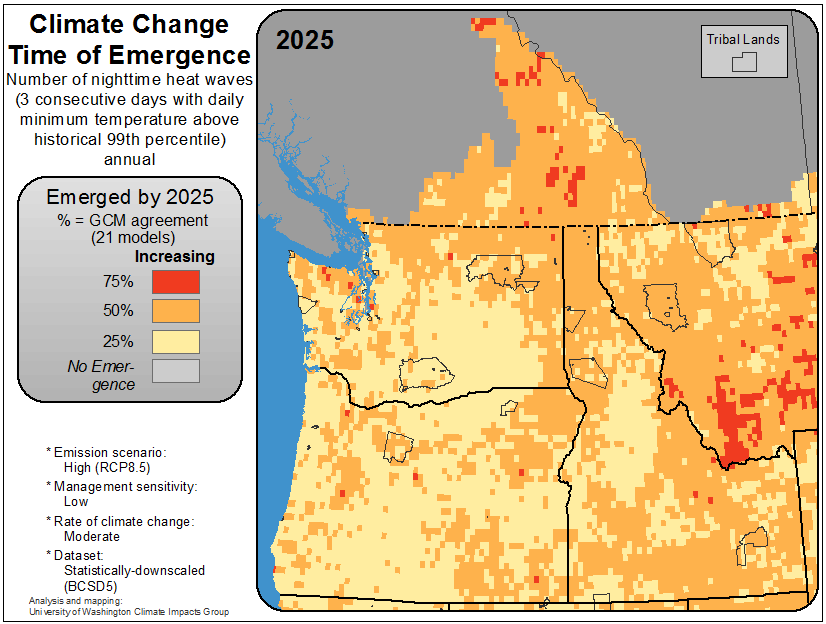 Climate Change
Time of Emergence
Number of nighttime heat waves
(3 consecutive days with daily
minimum temperature above
historical 99th percentile)
annual
Emerged by 2025
% = GCM agreement
(21 models)
Increasing
75%
50%
25%
No Emer-
gence
* Emission scenario:
High (RCP8.5)
* Management sensitivity:
Low
* Rate of climate change:
Moderate
* Dataset:
Statistically-downscaled
(BCSD5)
Analysis and mapping:
University of Washington Climate Impacts Group
2025
Tribal Lands